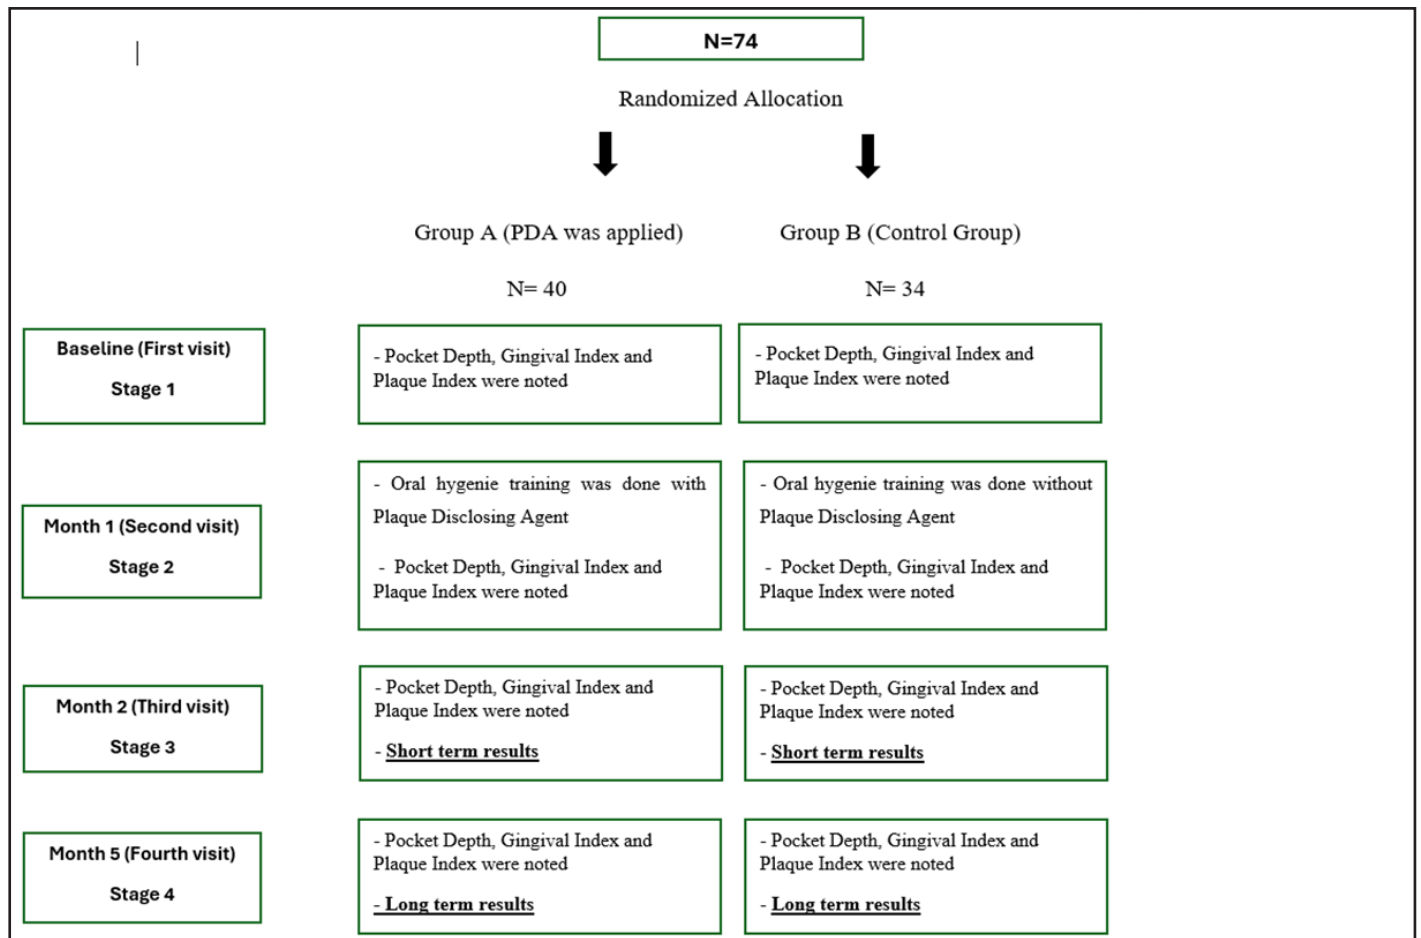 N=74
Randomized Allocation
Group A (PDA was applied)
Group B (Control Group)
N= 40
N= 34
Baseline (First visit)
Stage 1
- Pocket Depth, Gingival Index and
Plaque Index were noted
- Pocket Depth, Gingival Index and
Plaque Index were noted
Month 1 (Second visit)
Stage 2
- Oral hygenie training was done with
Plaque Disclosing Agent
- Pocket Depth, Gingival Index and
Plaque Index were noted
- Oral hygenie training was done without
Plaque Disclosing Agent
- Pocket Depth, Gingival Index and
Plaque Index were noted
Month 2 (Third visit)
Stage 3
- Pocket Depth, Gingival Index and
Plaque Index were noted
- Short term results
- Pocket Depth, Gingival Index and
Plaque Index were noted
- Short term results
Month 5 (Fourth visit)
Stage 4
- Pocket Depth, Gingival Index and
Plaque Index were noted
- Long term results
- Pocket Depth, Gingival Index and
Plaque Index were noted
- Long term results